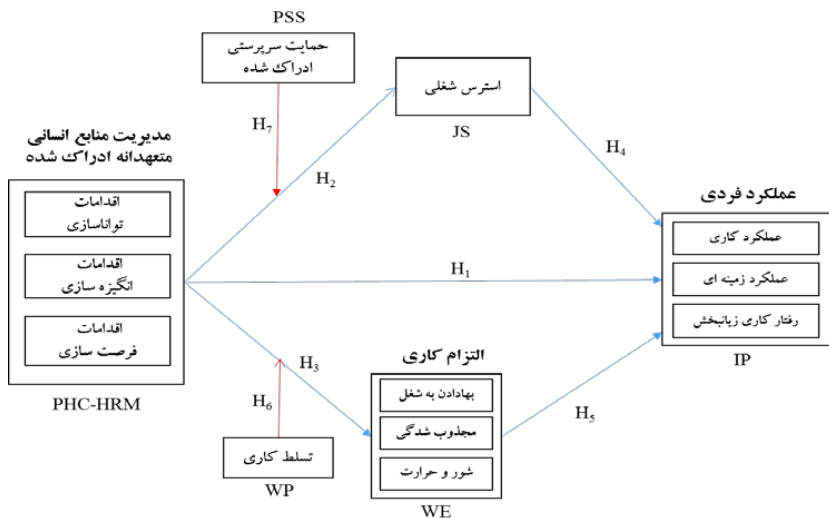 PSS
حمایت سرپرستی
ادراک شده
استرس شغلی
JS
H7
H2
H4
مدیریت منابع انسانی
متعهدانه ادراک شده
اقدامات
تواناسازی
اقدامات
انگیزه سازی
اقدامات
فرصت سازی
PHC-HRM
H1
عملکرد فردی
عملکرد کاری
عملکرد زمینه ای
رفتار کاری زیانبخش
IP
H3
H6
H5
تسلط کاری
WP
التزام کاری
بهادادن به شغل
مجذوب شدگی
شور و حرارت
WE